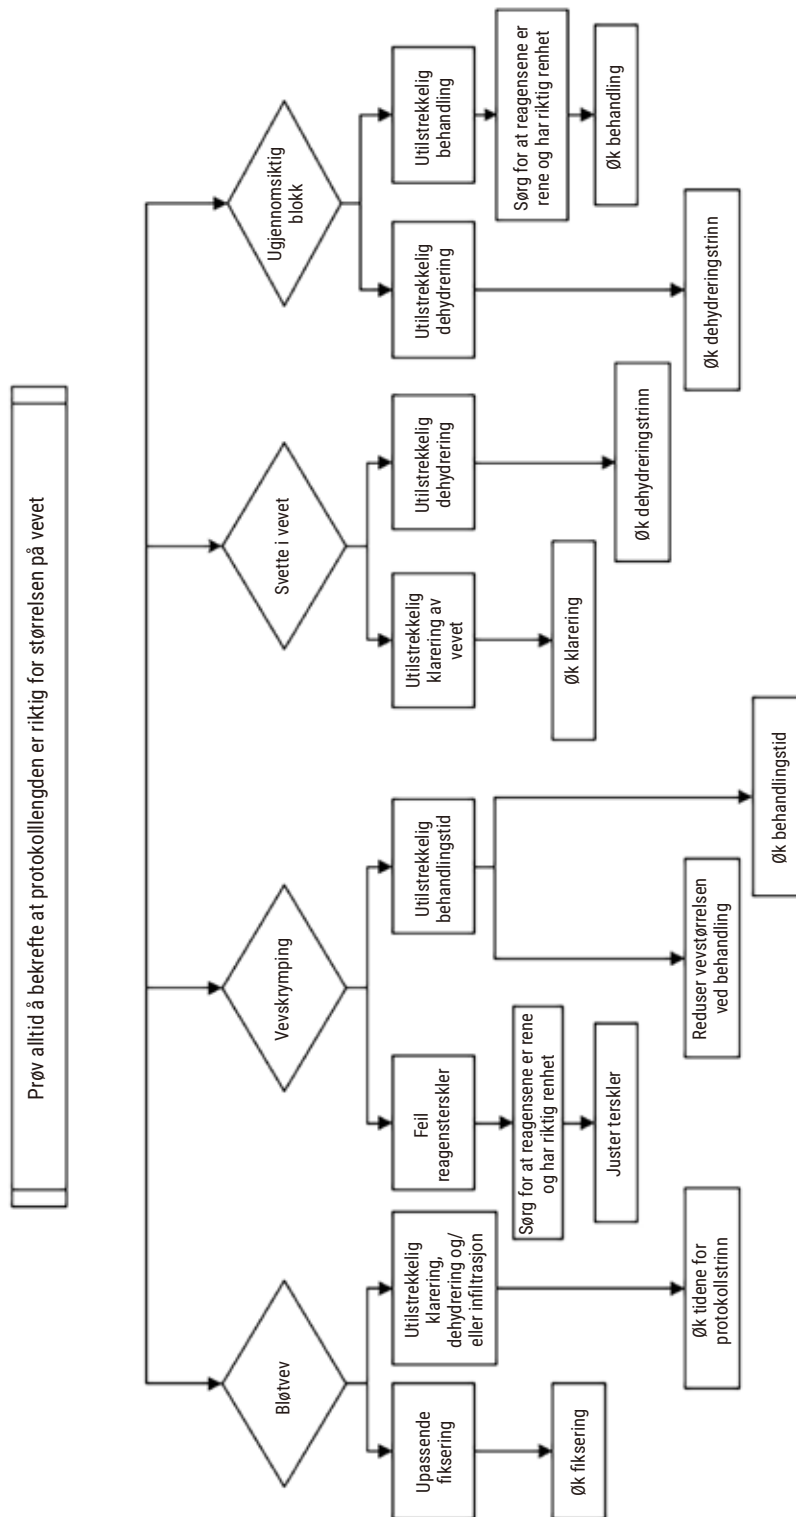 Prøv alltid å bekrefte at protokolllengden er riktig for størrelsen på vevet
Bløtvev
Upassende
fiksering
Øk fiksering
Utilstrekkelig
klarering,
dehydrering og/
eller infiltrasjon
Øk tidene for
protokollstrinn
Vevskrymping
Feil
reagensterskler
Sørg for at reagensene er rene
og har riktig renhet
Juster terskler
Utilstrekkelig
behandlingstid
Reduser vevstørrelsen
ved behandling
Øk behandlingstid
Svette i vevet
Utilstrekkelig
klarering av
vevet
Øk klarering
Utilstrekkelig
dehydrering
Øk dehydreringstrinn
Ugjennomsiktig
blokk
Utilstrekkelig
dehydrering
Øk dehydreringstrinn
Utilstrekkelig
behandling
Sørg for at reagensene er
rene og har riktig renhet
Øk behandling